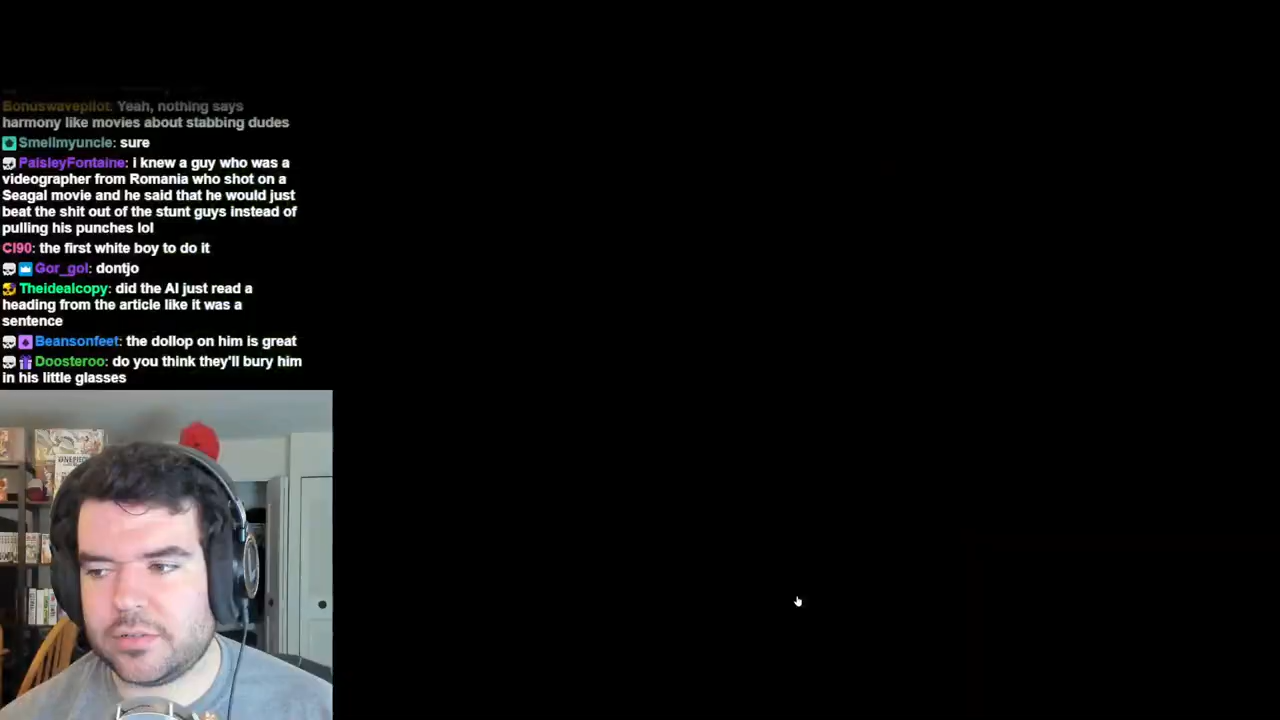 Bonuswavepilot: Yeah, nothing says
harmony like movies about stabbing dudes
Smellmyuncle: sure
PaisleyFontaine: i knew a guy who was a
videographer from Romania who shot on a
Seagal movie and he said that he would just
beat the shit out of the stunt guys instead of
pulling his punches lol
Cl90: the first white boy to do it
Gor_gol: dontjo
Theidealcopy: did the AI just read a
heading from the article like it was a
sentence
Beansonfeet: the dollop on him is great
Doosteroo: do you think they'll bury him
in his little glasses